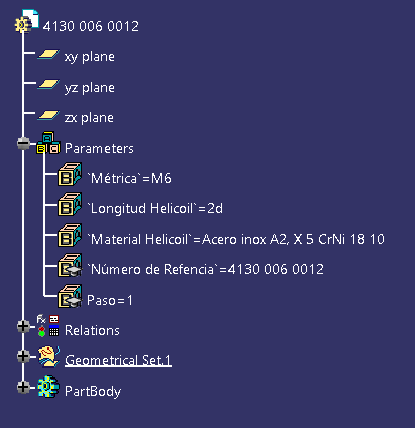 4130 006 0012
xy plane
yz plane
zx plane
Parameters
`Métrica`=M6
`Longitud Helicoil`=2d
`Material Helicoil`=Acero inox A2, X 5 CrNi 18 10
`Número de Refencia`=4130 006 0012
Paso=1
Relations
Geometrical Set.1
PartBody